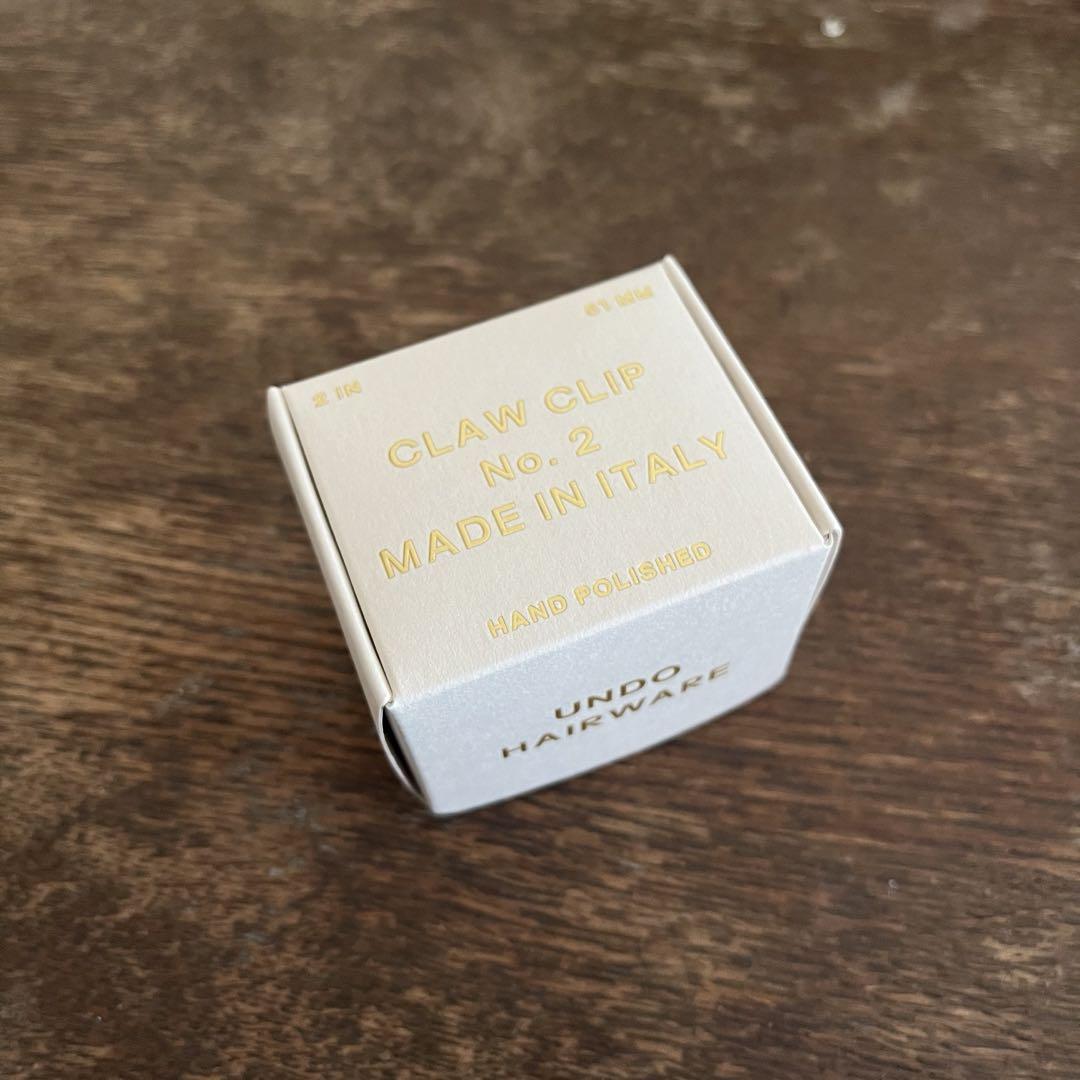 2 IN
51 MM
CLAW CLIP
No. 2
MADE IN ITALY
HAND POLISHED
UNDO
HAIRWARE